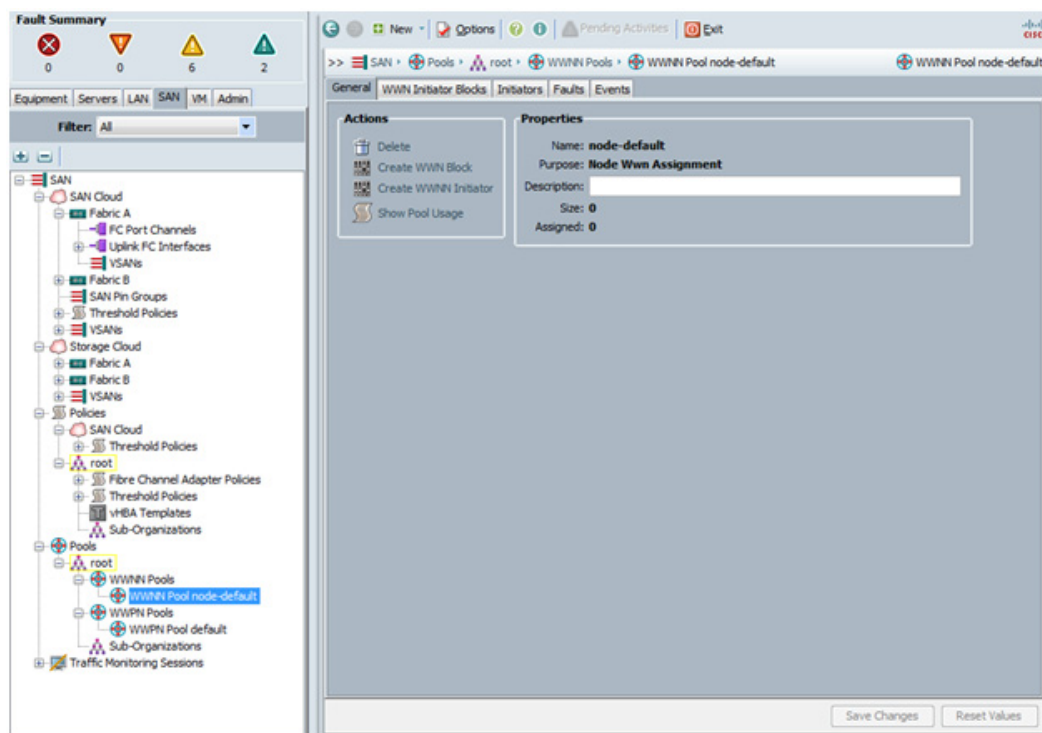 Fault Summary
0 0 6 2
Equipment Servers LAN SAN VM Admin
Filter: All
SAN
SAN Cloud
Fabric A
FC Port Channels
Uplink FC Interfaces
VSANs
Fabric B
SAN Pin Groups
Threshold Policies
VSANs
Storage Cloud
Fabric A
Fabric B
VSANs
Policies
SAN Cloud
Threshold Policies
root
Fibre Channel Adapter Policies
Threshold Policies
vHBA Templates
Sub-Organizations
Pools
root
WWNN Pools
WWNN Pool node-default
WWPN Pools
WWPN Pool default
Sub-Organizations
Traffic Monitoring Sessions
New Options Pending Activities Exit
CISC
>> SAN Pools root WWNN Pools WWNN Pool node-default WWNN Pool node-default
General WWN Initiator Blocks Initiators Faults Events
Actions
Delete
Create WWN Block
Create WWNN Initiator
Show Pool Usage
Properties
Name: node-default
Purpose: Node Wwn Assignment
Description:
Size: 0
Assigned: 0
Save Changes Reset Values